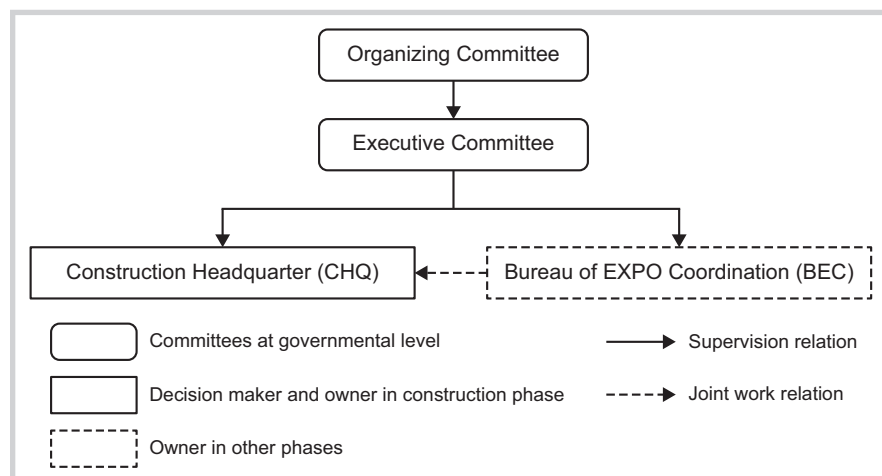 Organizing Committee
Executive Committee
Construction Headquarter (CHQ)
Bureau of EXPO Coordination (BEC)
Committees at governmental level
Supervision relation
Decision maker and owner in construction phase
Joint work relation
Owner in other phases